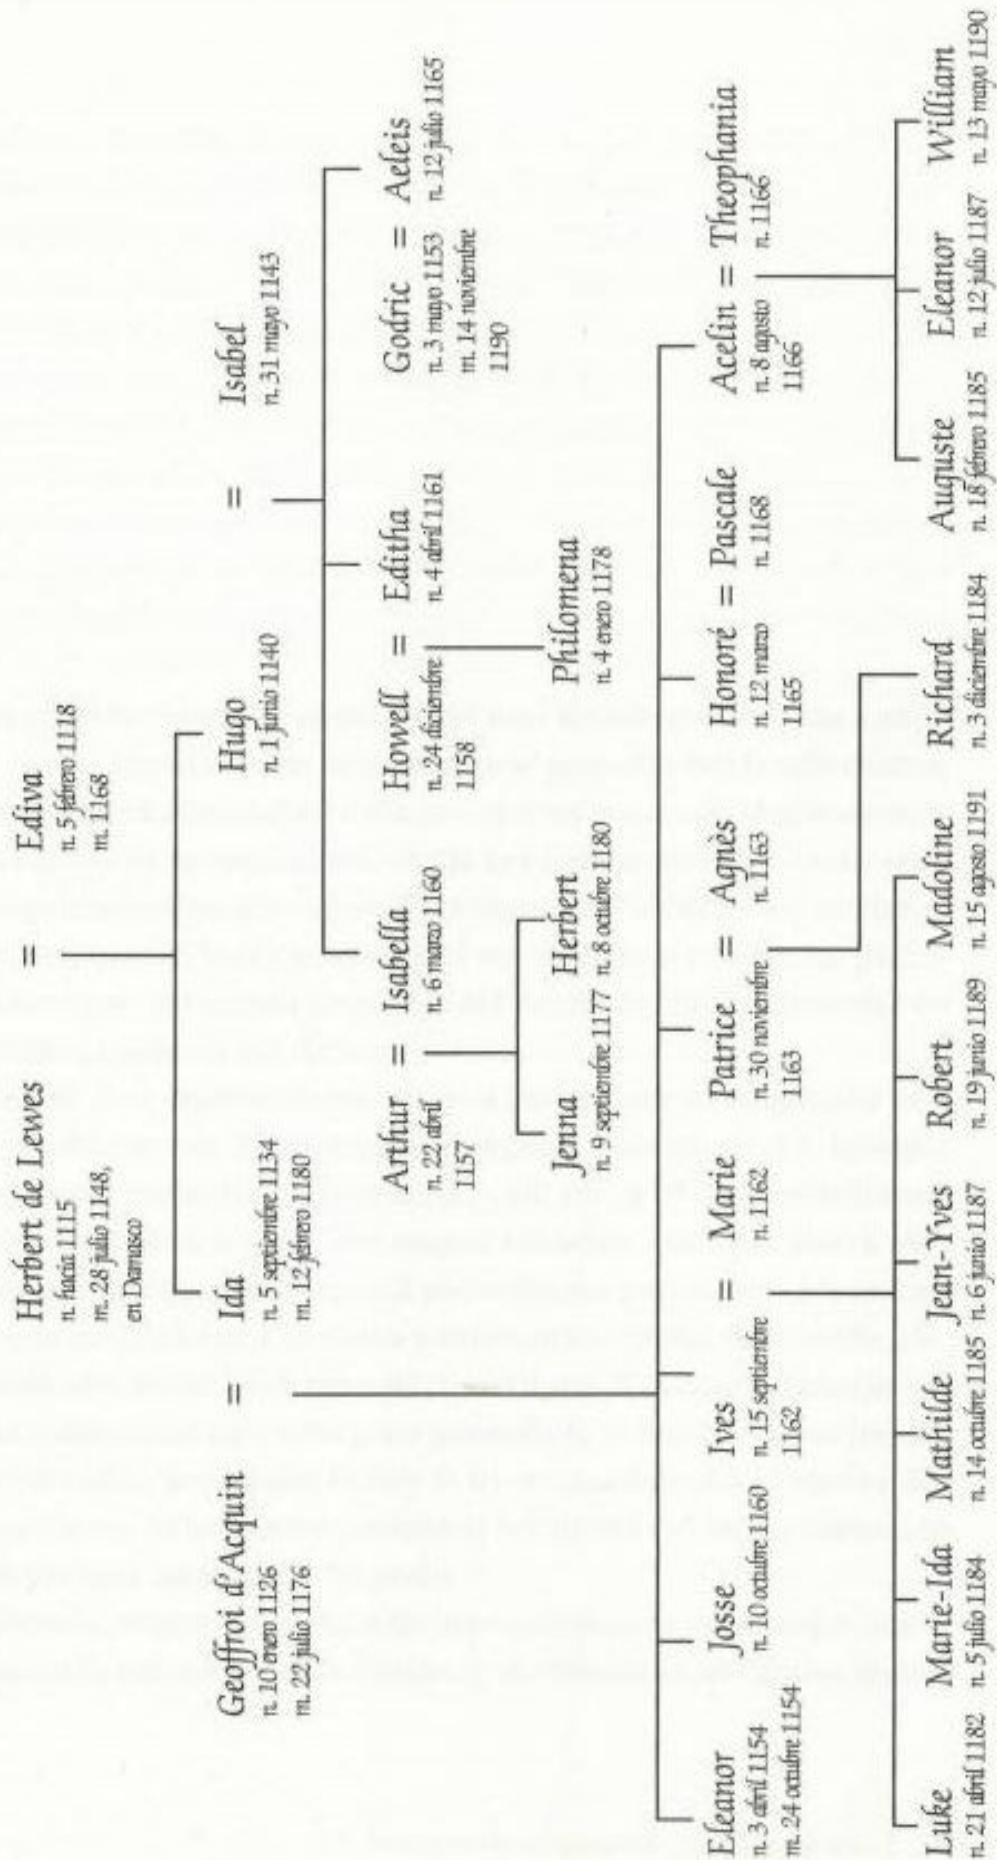 Herbert de Lewes
n. hacia 1115
m. 28 julio 1148,
en Damasco
=
Ediva
n. 5 febrero 1118
m. 1168
Geoffroi d'Acquin
n. 10 enero 1126
m. 22 julio 1176
=
Ida
n. 5 septiembre 1134
m. 12 febrero 1180
Hugo
n. 1 junio 1140
=
Isabel
n. 31 mayo 1143
Arthur
n. 22 abril
1157
=
Isabella
n. 6 marzo 1160
Howell
n. 24 diciembre
1158
=
Editha
n. 4 abril 1161
Godric
n. 3 mayo 1153
m. 14 noviembre
1190
=
Aeleis
n. 12 julio 1165
Jenna
n. 9 septiembre 1177
Herbert
n. 8 octubre 1180
Philomena
n. 4 enero 1178
Eleanor
n. 3 abril 1154
m. 24 octubre 1154
Josse
n. 10 octubre 1160
Ives
n. 15 septiembre
1162
=
Marie
n. 1162
Patrice
n. 30 noviembre
1163
=
Agnès
n. 1163
Honoré
n. 12 marzo
1165
=
Pascale
n. 1168
Acelin
n. 8 agosto
1166
=
Theophania
n. 1166
Luke
n. 21 abril 1182
Marie-Ida
n. 5 julio 1184
Mathilde
n. 14 octubre 1185
Jean-Yves
n. 6 junio 1187
Robert
n. 19 junio 1189
Madoline
n. 15 agosto 1191
Richard
n. 3 diciembre 1184
Auguste
n. 18 febrero 1185
Eleanor
n. 12 julio 1187
William
n. 13 mayo 1190